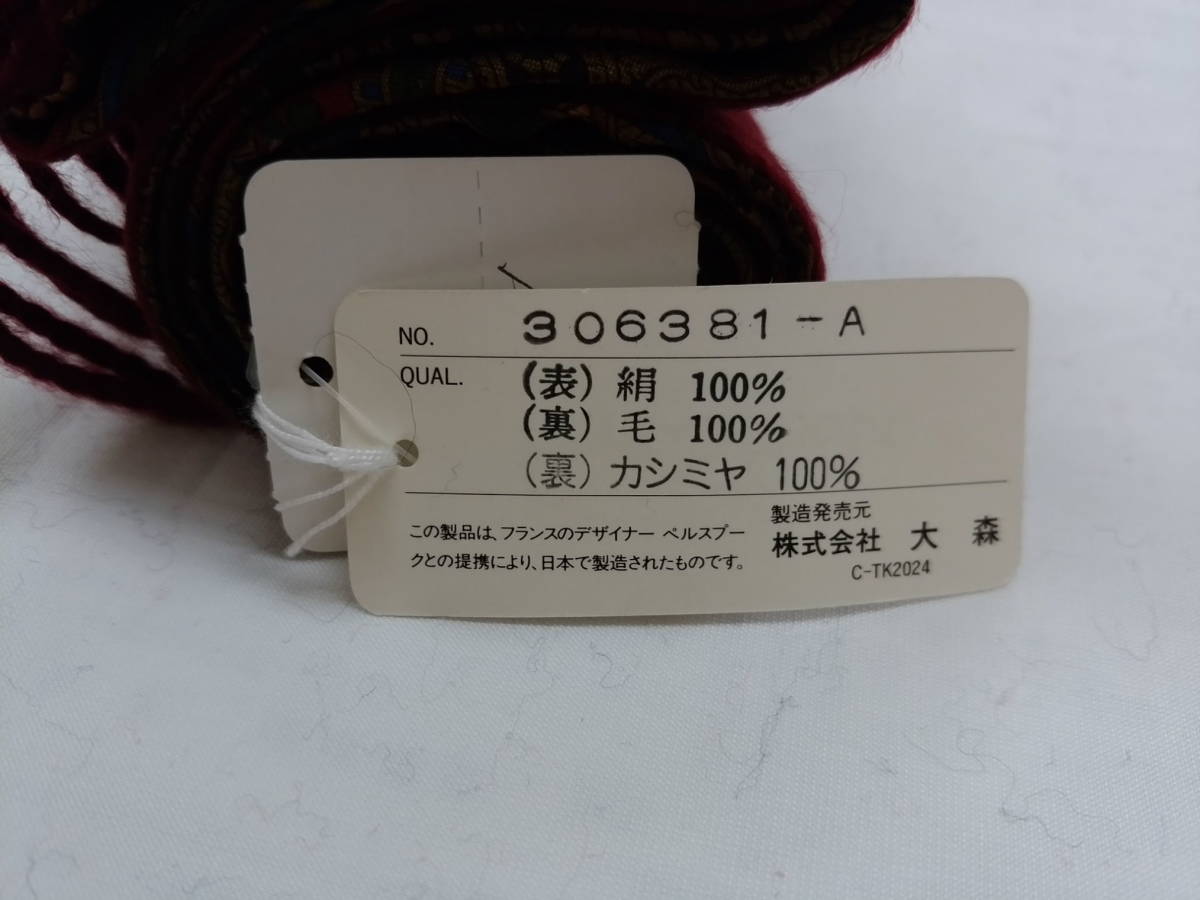 NO. 306381-A
QUAL. (表) 絹 100%
(裏) 毛 100%
(裏) カシミヤ 100%
この製品は、フランスのデザイナー ペルスプー
クとの提携により、日本で製造されたものです。
製造発売元
株式会社 大 森
C-TK2024